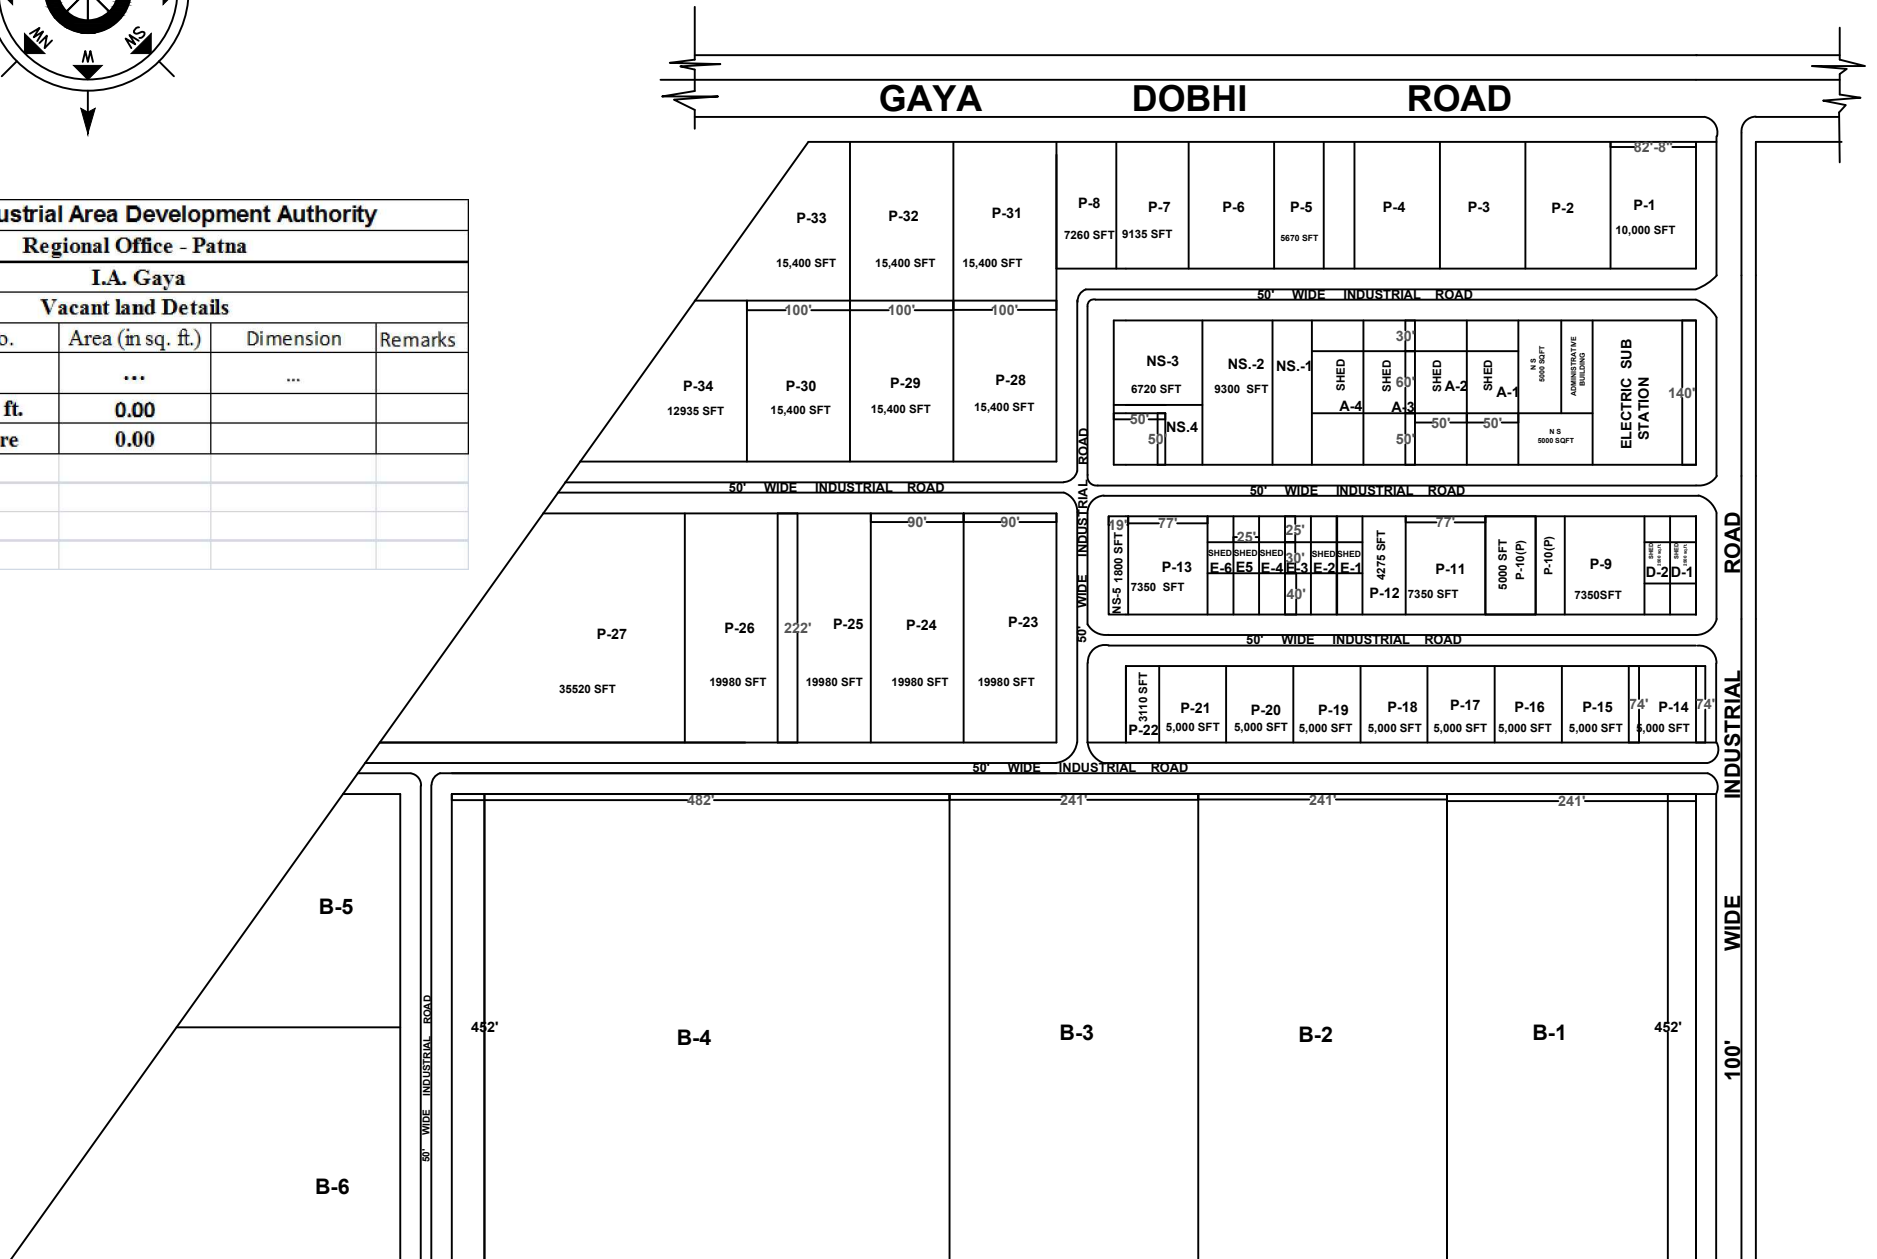 NW
W
SW
GAYA DOBHI ROAD
ustrial Area Development Authority
Regional Office - Patna
I.A. Gaya
Vacant land Details
o. Area (in sq. ft.) Dimension Remarks
... ...
ft. 0.00
re 0.00
82'-8"
P-33
15,400 SFT
P-32
15,400 SFT
P-31
15,400 SFT
P-8
7260 SFT
P-7
9135 SFT
P-6
P-5
5670 SFT
P-4
P-3
P-2
P-1
10,000 SFT
50' WIDE INDUSTRIAL ROAD
100' 100' 100'
P-34
12935 SFT
P-30
15,400 SFT
P-29
15,400 SFT
P-28
15,400 SFT
NS-3
6720 SFT
50'
50'
NS.4
NS.-2
9300 SFT
NS.-1
SHED
A-4
SHED
A-3
30'
60'
50'
SHED
A-2
50'
SHED
A-1
50'
N S
5000 SQFT
ADMINISTRATIVE
BUILDING
N S
5000 SQFT
ELECTRIC SUB
STATION
140'
50' WIDE INDUSTRIAL ROAD
50' WIDE INDUSTRIAL ROAD
50' WIDE INDUSTRIAL ROAD
90' 90'
P-27
35520 SFT
P-26
19980 SFT
222'
P-25
19980 SFT
P-24
19980 SFT
P-23
19980 SFT
19'
NS-5 1800 SFT
77'
P-13
7350 SFT
SHED
E-6
25'
SHED
E5
SHED
E-4
25'
30'
E-3
40'
SHED
E-2
SHED
E-1
4275 SFT
P-12
77'
P-11
7350 SFT
5000 SFT
P-10(P)
P-10(P)
P-9
7350SFT
SHED
D-2
SHED
D-1
50' WIDE INDUSTRIAL ROAD
3110 SFT
P-22
P-21
5,000 SFT
P-20
5,000 SFT
P-19
5,000 SFT
P-18
5,000 SFT
P-17
5,000 SFT
P-16
5,000 SFT
P-15
5,000 SFT
74'
P-14
5,000 SFT
74'
50' WIDE INDUSTRIAL ROAD
100' WIDE INDUSTRIAL ROAD
482' 241' 241' 241'
B-5
B-6
50' WIDE INDUSTRIAL ROAD
452'
B-4
B-3
B-2
B-1
452'